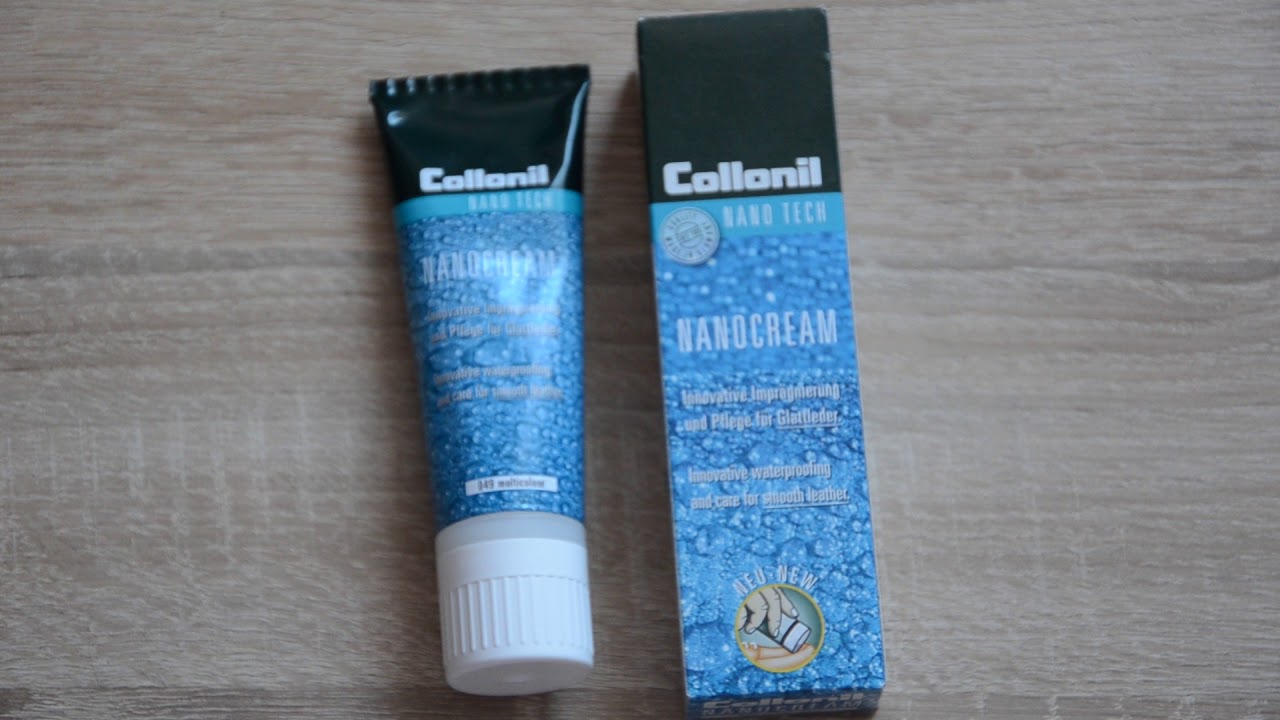 Collonil
NANO TECH
NANOCREAM
Innovative Imprägnierung
und Pflege für Glattleder.
Innovative waterproofing
and care for smooth leather.
049 multicolour
Collonil
NANO TECH
NANOCREAM
Innovative Imprägnierung
und Pflege für Glattleder.
Innovative waterproofing
and care for smooth leather.
NEU·NEW
Collonil
NANOCREAM